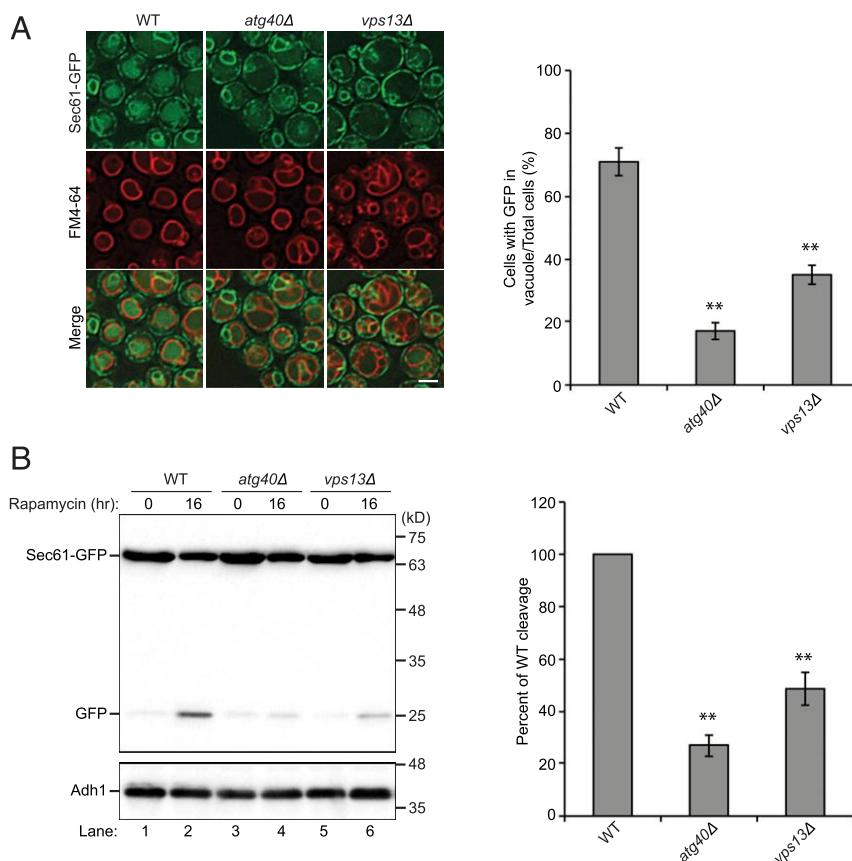 A
WT atg40Δ vps13Δ
Sec61-GFP
FM4-64
Merge
Cells with GFP in
vacuole/Total cells (%)
100
80
60
40
20
0
**
**
WT
atg40Δ
vps13Δ
B
WT atg40Δ vps13Δ
Rapamycin (hr): 0 16 0 16 0 16
(kD)
Sec61-GFP
75
63
48
35
GFP
25
48
Adh1
35
Lane: 1 2 3 4 5 6
Percent of WT cleavage
120
100
80
60
40
20
0
**
**
WT
atg40Δ
vps13Δ